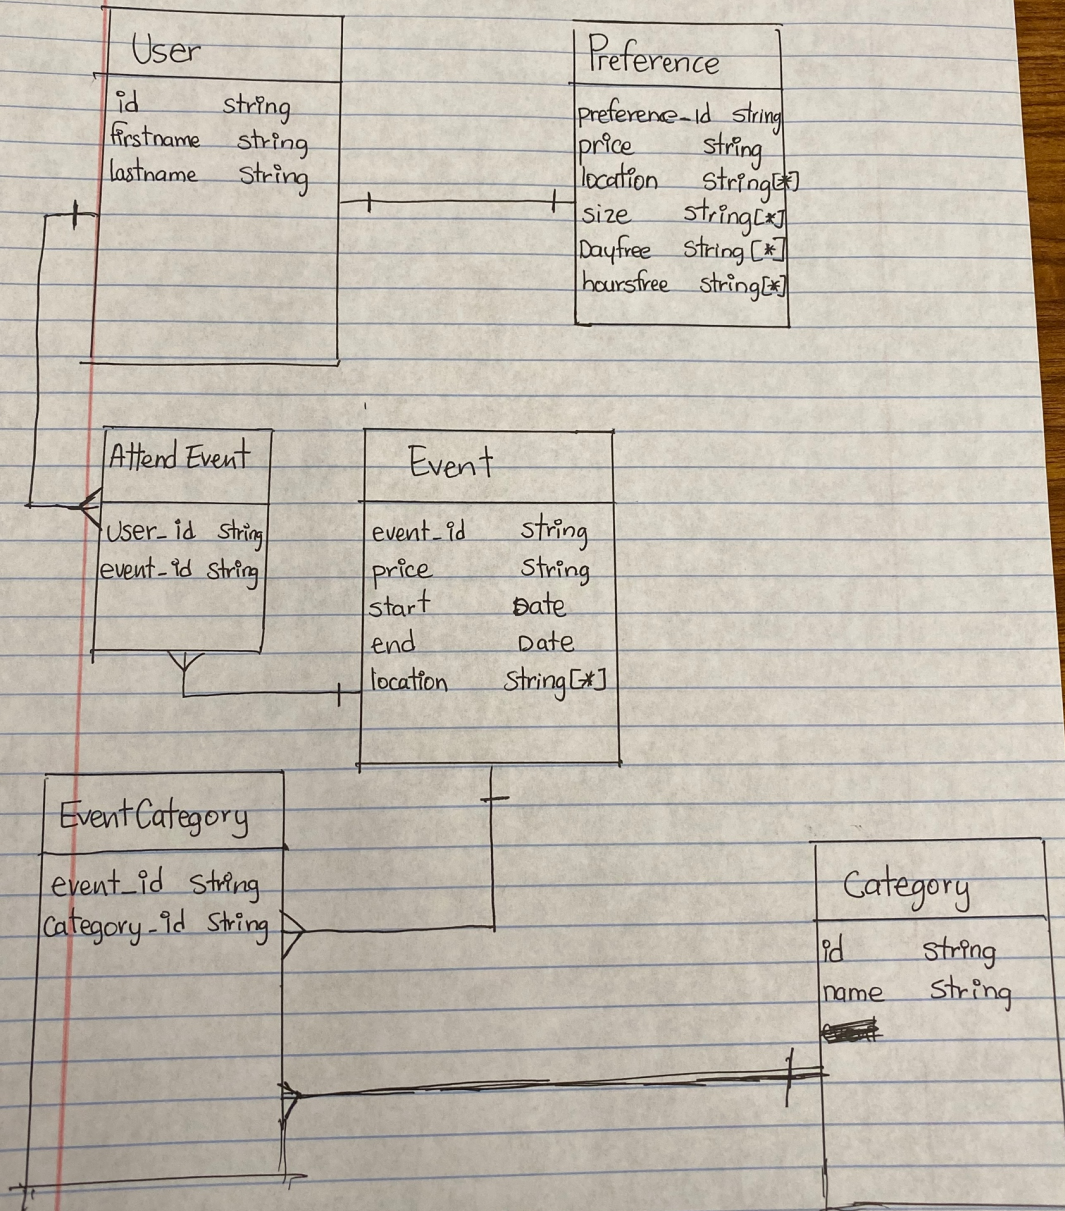 User
id string
firstname string
lastname string
Preference
preference_id string
price string
location string[*]
size string[*]
Dayfree string[*]
hoursfree string[*]
Attend Event
User_id string
event_id string
Event
event_id string
price string
start Date
end Date
location string[*]
EventCategory
event_id string
Category_id string
Category
id string
name string